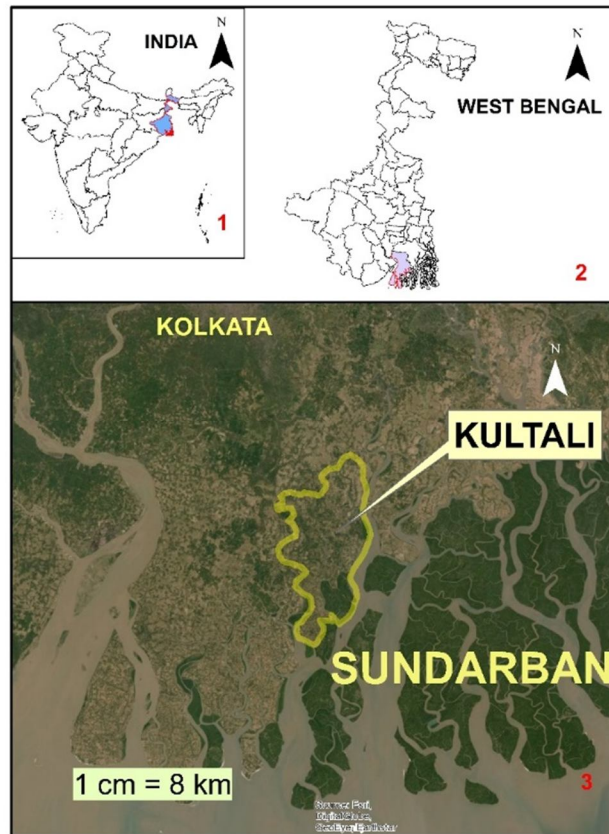 N
INDIA
1
N
WEST BENGAL
2
KOLKATA
N
KULTALI
SUNDARBAN
1 cm = 8 km
3